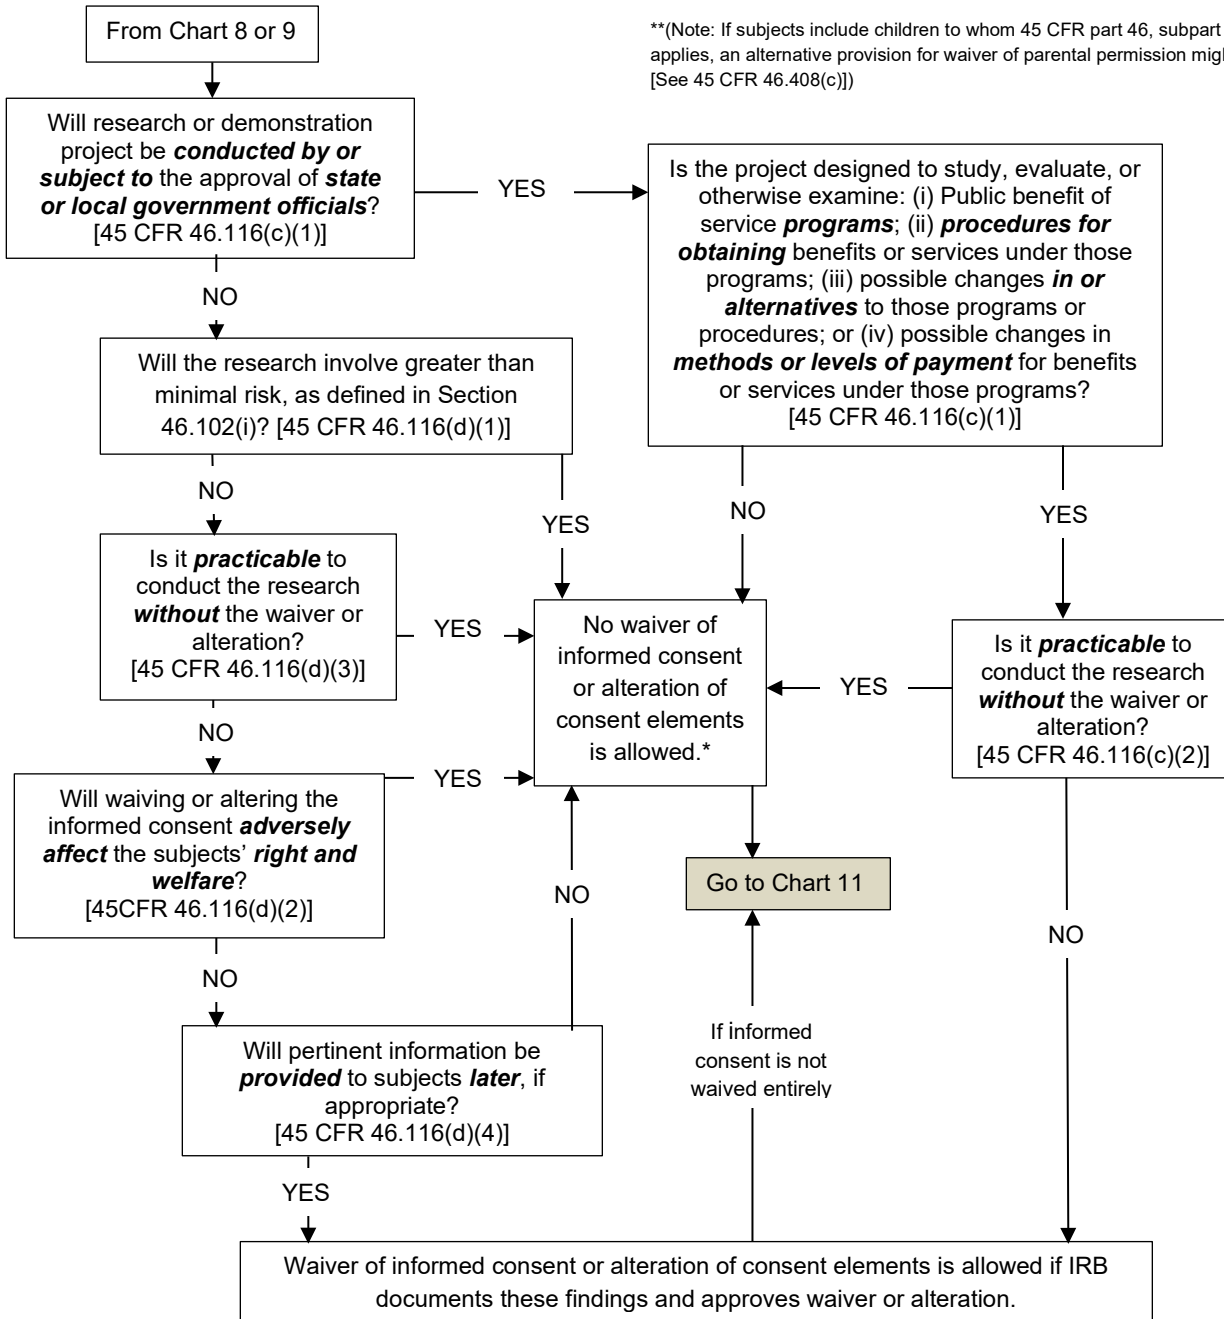 From Chart 8 or 9
**(Note: If subjects include children to whom 45 CFR part 46, subpart
applies, an alternative provision for waiver of parental permission
[See 45 CFR 46.408(c)])
Will research or demonstration
project be conducted by or
subject to the approval of state
or local government officials?
[45 CFR 46.116(c)(1)]
YES
Is the project designed to study, evaluate, or
otherwise examine: (i) Public benefit of
service programs; (ii) procedures for
obtaining benefits or services under those
programs; (iii) possible changes in or
alternatives to those programs or
procedures; or (iv) possible changes in
methods or levels of payment for benefits
or services under those programs?
[45 CFR 46.116(c)(1)]
NO
Will the research involve greater than
minimal risk, as defined in Section
46.102(i)? [45 CFR 46.116(d)(1)]
NO
YES
NO
YES
Is it practicable to
conduct the research
without the waiver or
alteration?
[45 CFR 46.116(d)(3)]
YES
No waiver of
informed consent
or alteration of
consent elements
is allowed.*
YES
Is it practicable to
conduct the research
without the waiver or
alteration?
[45 CFR 46.116(c)(2)]
NO
Will waiving or altering the
informed consent adversely
affect the subjects' right and
welfare?
[45CFR 46.116(d)(2)]
YES
NO
Go to Chart 11
NO
NO
Will pertinent information be
provided to subjects later, if
appropriate?
[45 CFR 46.116(d)(4)]
If informed
consent is not
waived entirely
YES
Waiver of informed consent or alteration of consent elements is allowed if IRB
documents these findings and approves waiver or alteration.